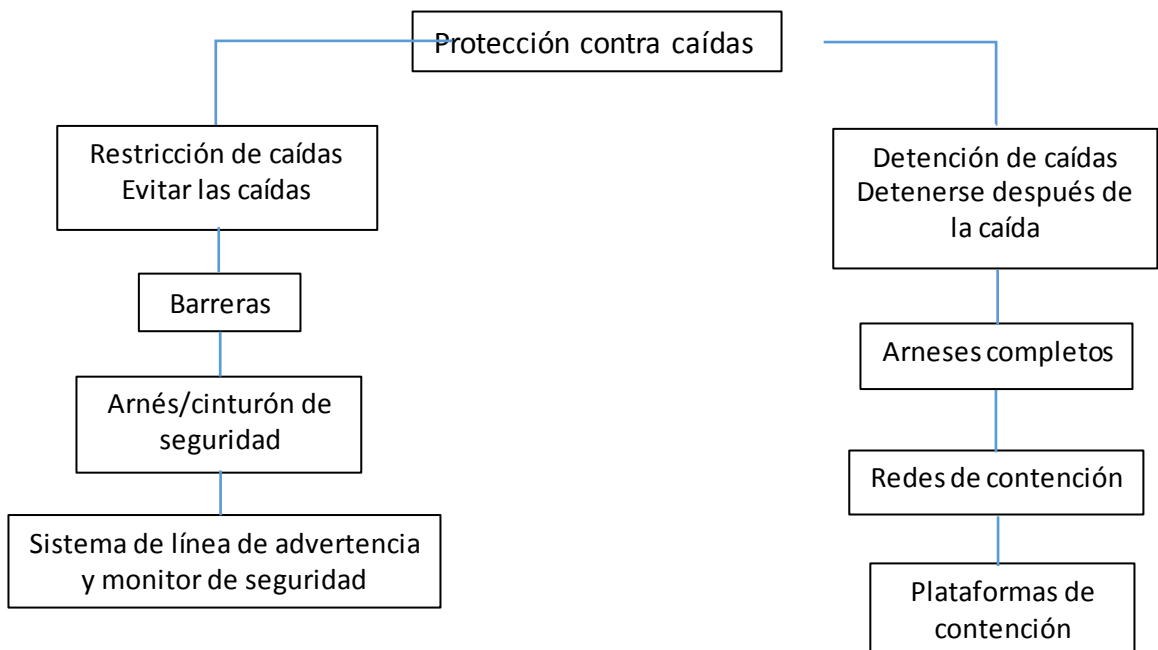 Protección contra caídas
Restricción de caídas
Evitar las caídas
Barreras
Arnés/cinturón de
seguridad
Sistema de línea de advertencia
y monitor de seguridad
Detención de caídas
Detenerse después de
la caída
Arneses completos
Redes de contención
Plataformas de
contención